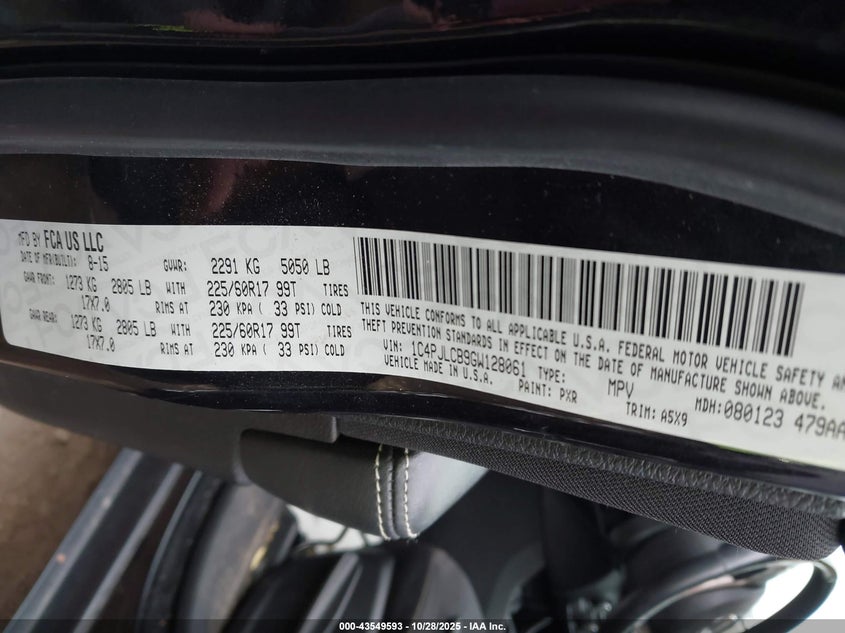 MFD BY FCA US LLC
DATE OF MFR(BUILT): 8-15 GVWR: 2291 KG 5050 LB
GAWR FRONT: 1273 KG 2805 LB WITH 225/60R17 99T TIRES
17X7.0 RIMS AT 230 KPA ( 33 PSI) COLD
GAWR REAR: 1273 KG 2805 LB WITH 225/60R17 99T TIRES
17X7.0 RIMS AT 230 KPA ( 33 PSI) COLD
THIS VEHICLE CONFORMS TO ALL APPLICABLE U.S.A. FEDERAL MOTOR VEHICLE SAFETY AN
THEFT PREVENTION STANDARDS IN EFFECT ON THE DATE OF MANUFACTURE SHOWN ABOVE.
VIN: 1C4PJLCB9GW128061 TYPE: MPV MDH: 080123 479AA
VEHICLE MADE IN U.S.A. PAINT: PXR TRIM: A5X9
000-43549593 - 10/28/2025 - IAA Inc.